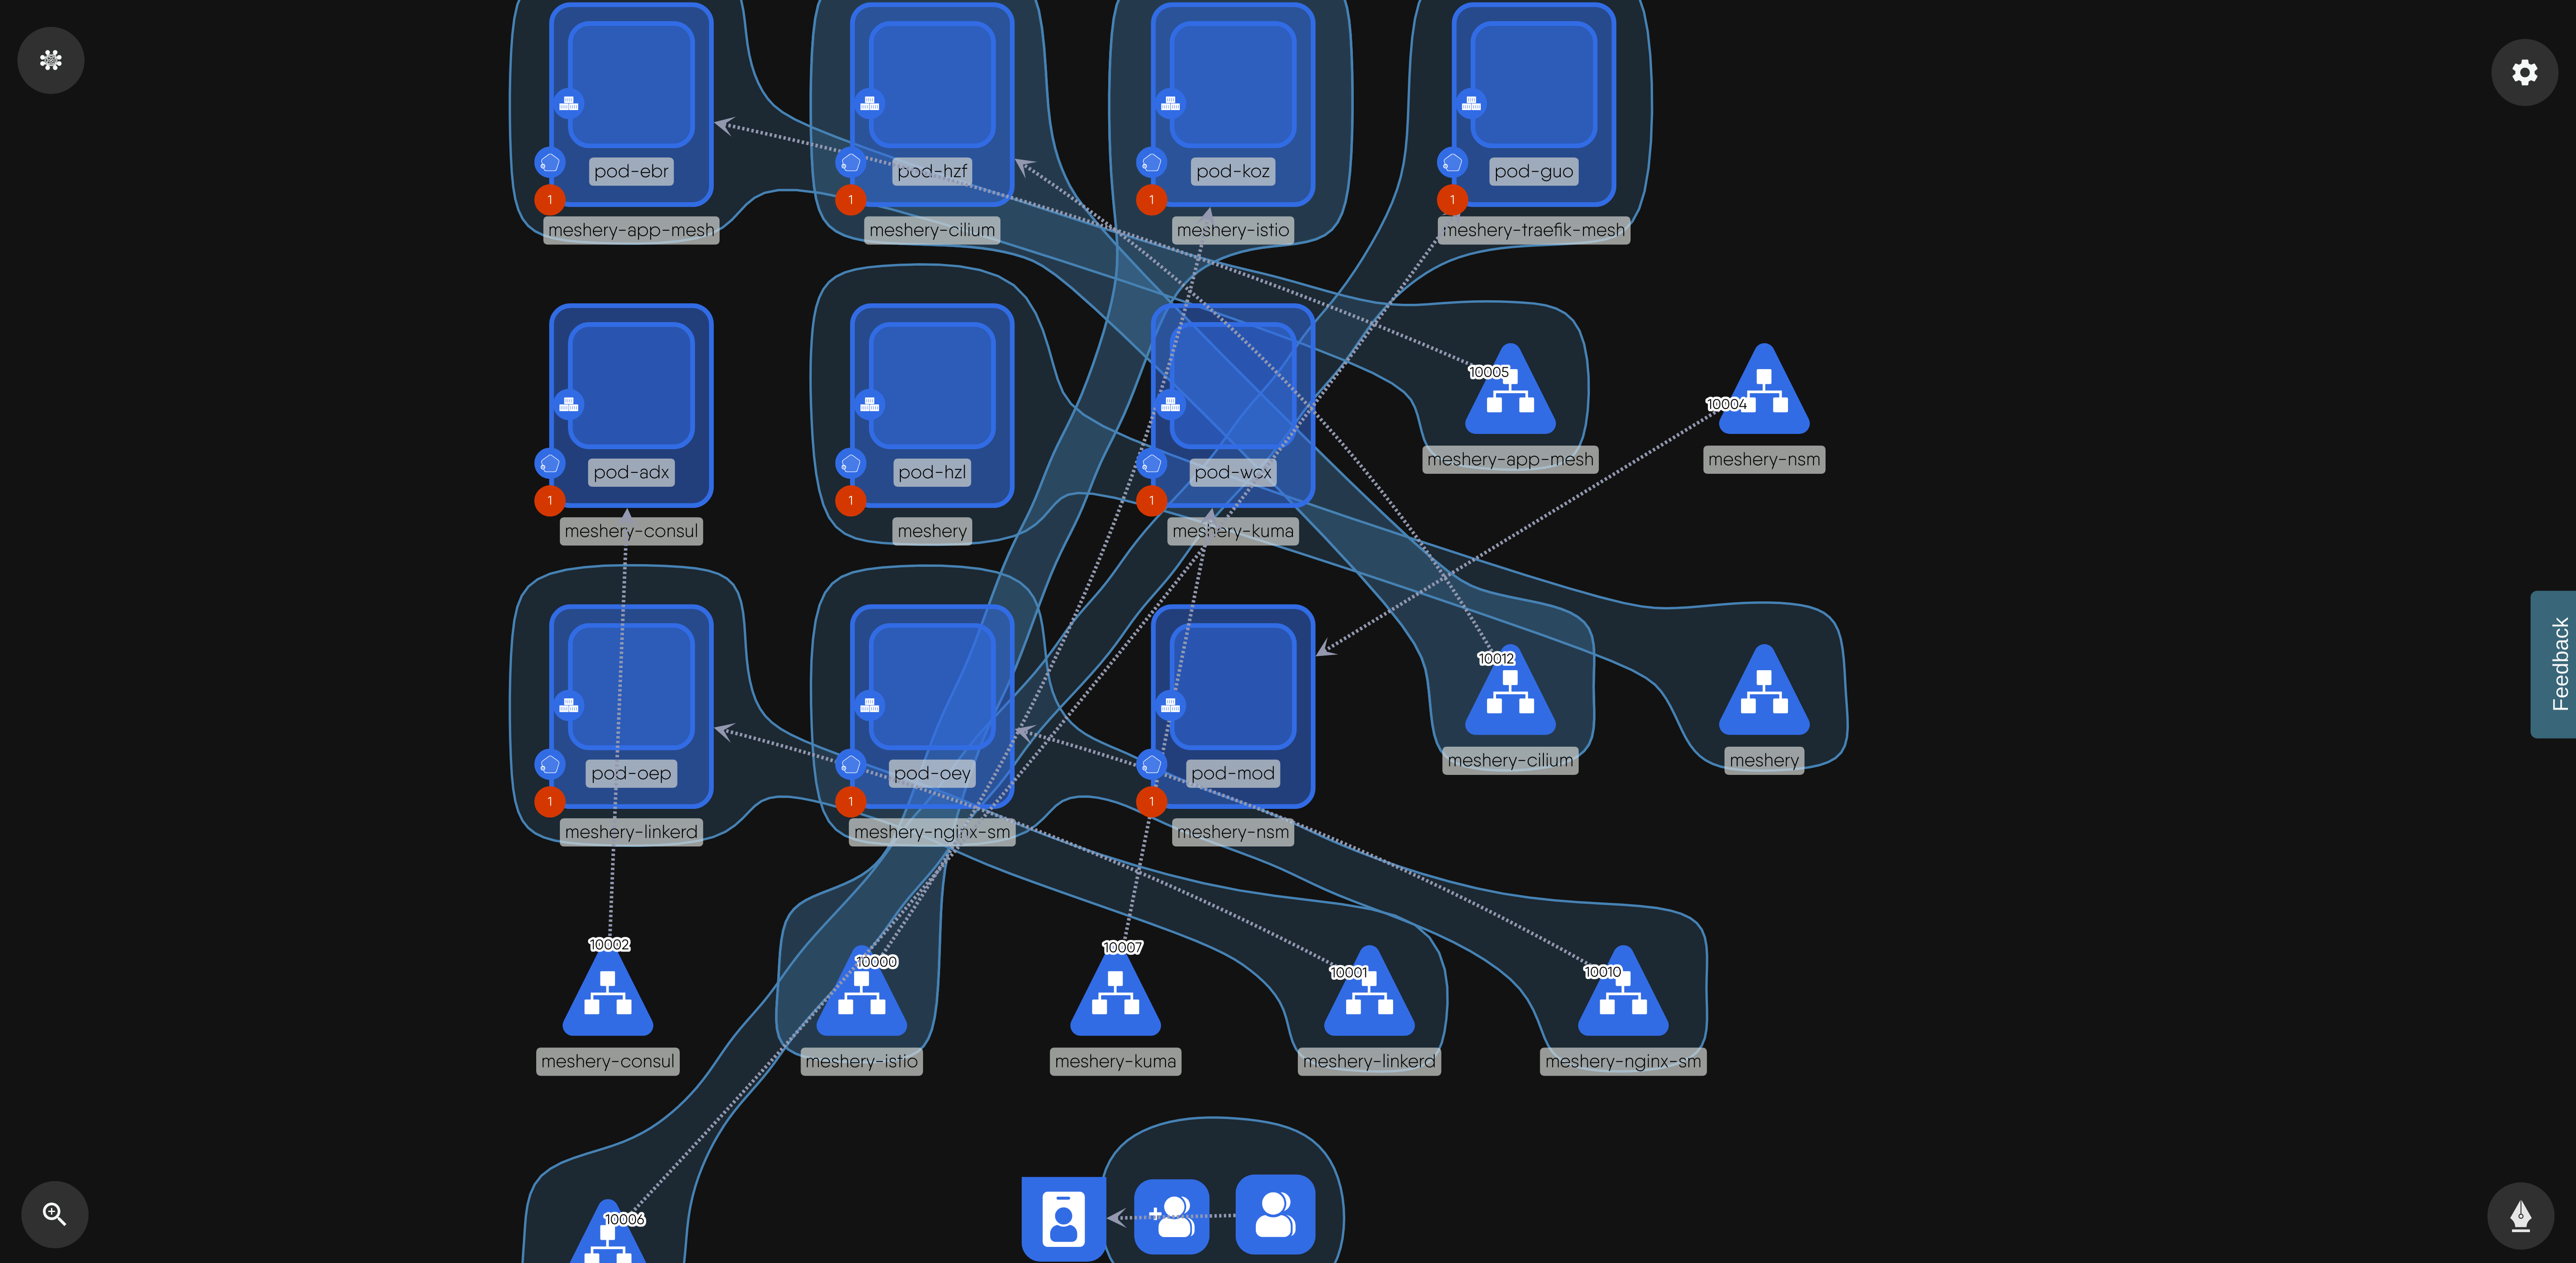 pod-ebr
pod-hzf
pod-koz
pod-guo
1
1
1
1
meshery-app-mesh
meshery-cilium
meshery-istio
meshery-traefik-mesh
10005
10004
meshery-app-mesh
meshery-nsm
pod-adx
pod-hzl
pod-wcx
1
1
1
meshery-consul
meshery
meshery-kuma
10012
meshery-cilium
meshery
Feedback
pod-oep
pod-oey
pod-mod
1
1
1
meshery-linkerd
meshery-nginx-sm
meshery-nsm
10002
10000
10007
10001
10010
meshery-consul
meshery-istio
meshery-kuma
meshery-linkerd
meshery-nginx-sm
10006